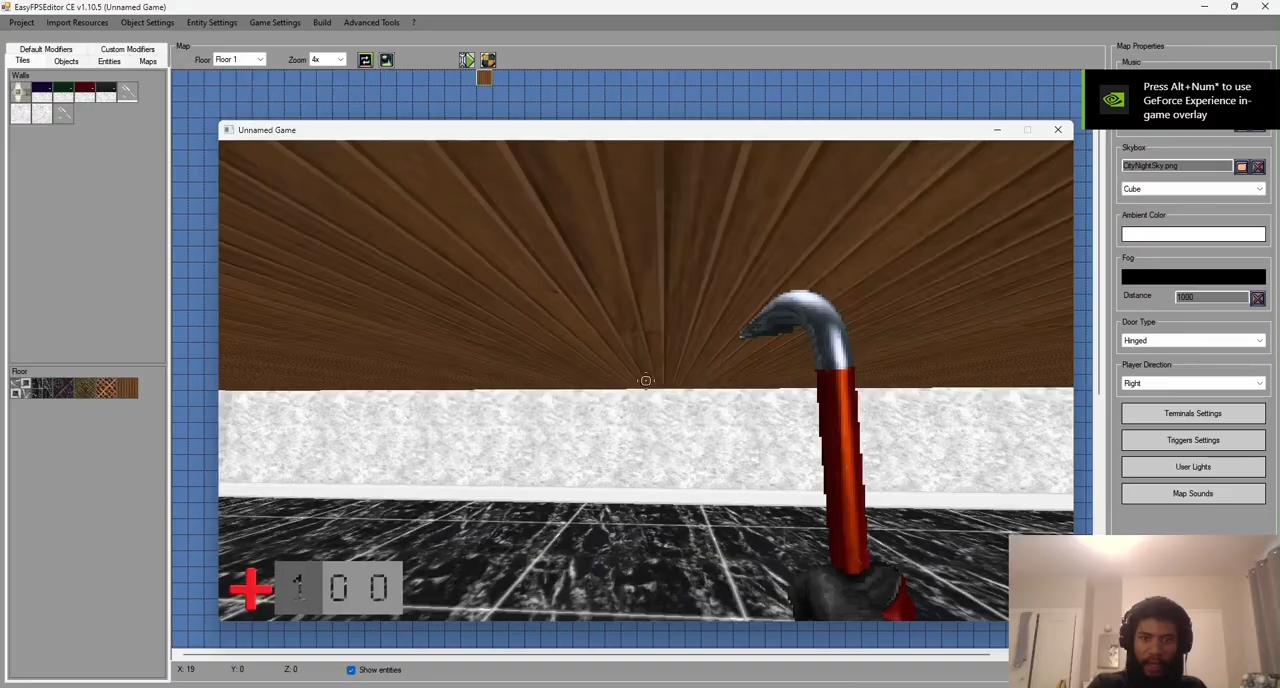 EasyFPSEditor CE v1.10.5 (Unnamed Game)
Project Import Resources Object Settings Entity Settings Game Settings Build Advanced Tools ?
Default Modifiers Custom Modifiers
Tiles Objects Entities Maps
Walls
Floor
Map
Floor Floor 1 Zoom 4x
Unnamed Game
1 0 0
X: 19 Y: 0 Z: 0 Show entities
Map Properties
Music
Press Alt+Num* to use
GeForce Experience in-
game overlay
Skybox
CityNightSky.png
Cube
Ambient Color
Fog
Distance 1000
Door Type
Hinged
Player Direction
Right
Terminals Settings
Triggers Settings
User Lights
Map Sounds